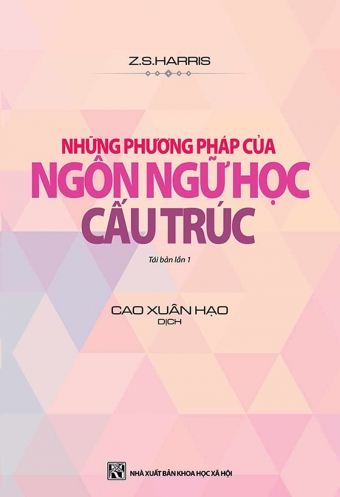 Z.S.HARRIS
NHỮNG PHƯƠNG PHÁP CỦA
NGÔN NGỮ HỌC
CẤU TRÚC
Tái bản lần 1
CAO XUÂN HẠO
DỊCH
NHÀ XUẤT BẢN KHOA HỌC XÃ HỘI